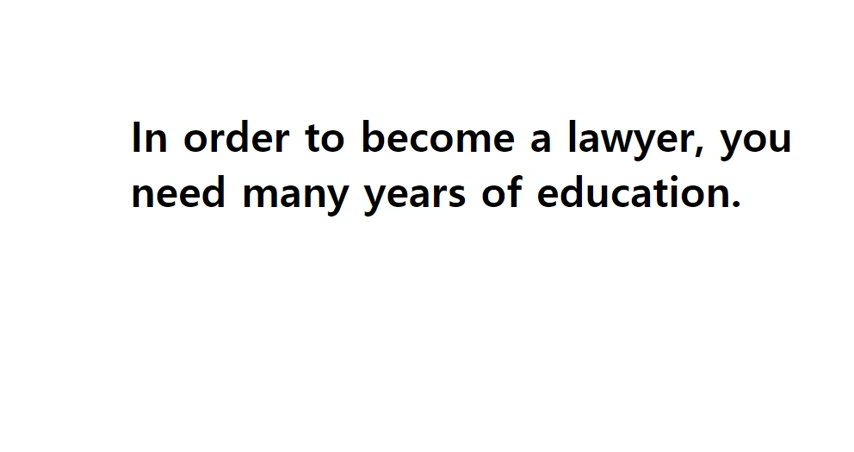 In order to become a lawyer, you
need many years of education.